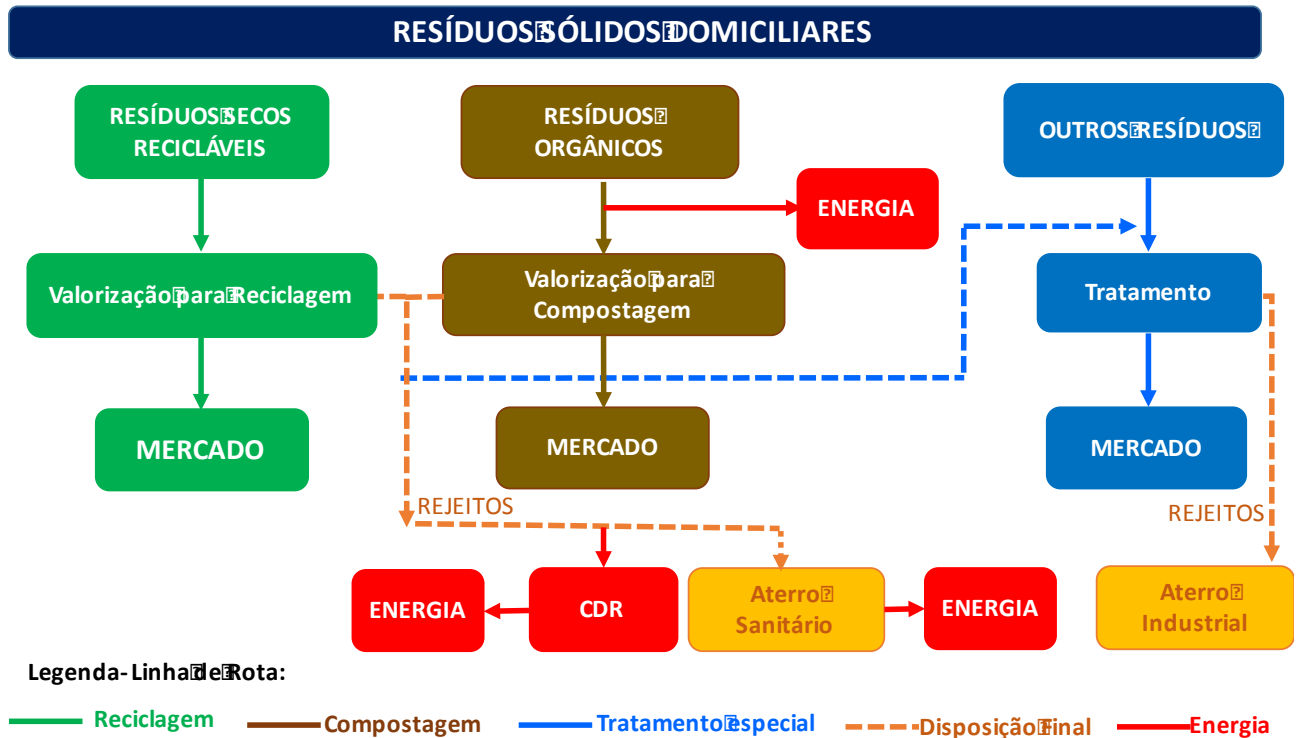 RESÍDUOS SÓLIDOS DOMICILIARES
RESÍDUOS SECOS
RECICLÁVEIS
RESÍDUOS
ORGÂNICOS
OUTROS RESÍDUOS
ENERGIA
Valorização para Reciclagem
Valorização para
Compostagem
Tratamento
MERCADO
MERCADO
MERCADO
REJEITOS
REJEITOS
ENERGIA
CDR
Aterro
Sanitário
ENERGIA
Aterro
Industrial
Legenda- Linha de Rota:
Reciclagem
Compostagem
Tratamento especial
Disposição Final
Energia